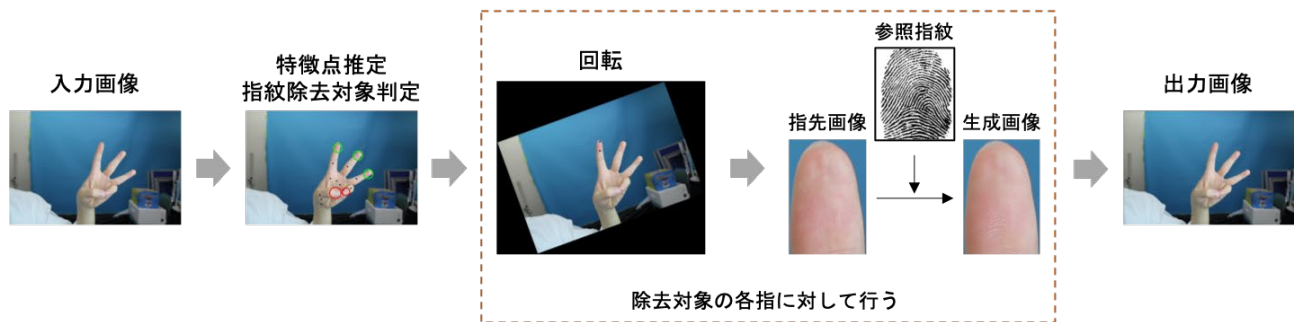 入力画像
特徴点推定
指紋除去対象判定
回転
参照指紋
指先画像
生成画像
出力画像
除去対象の各指に対して行う